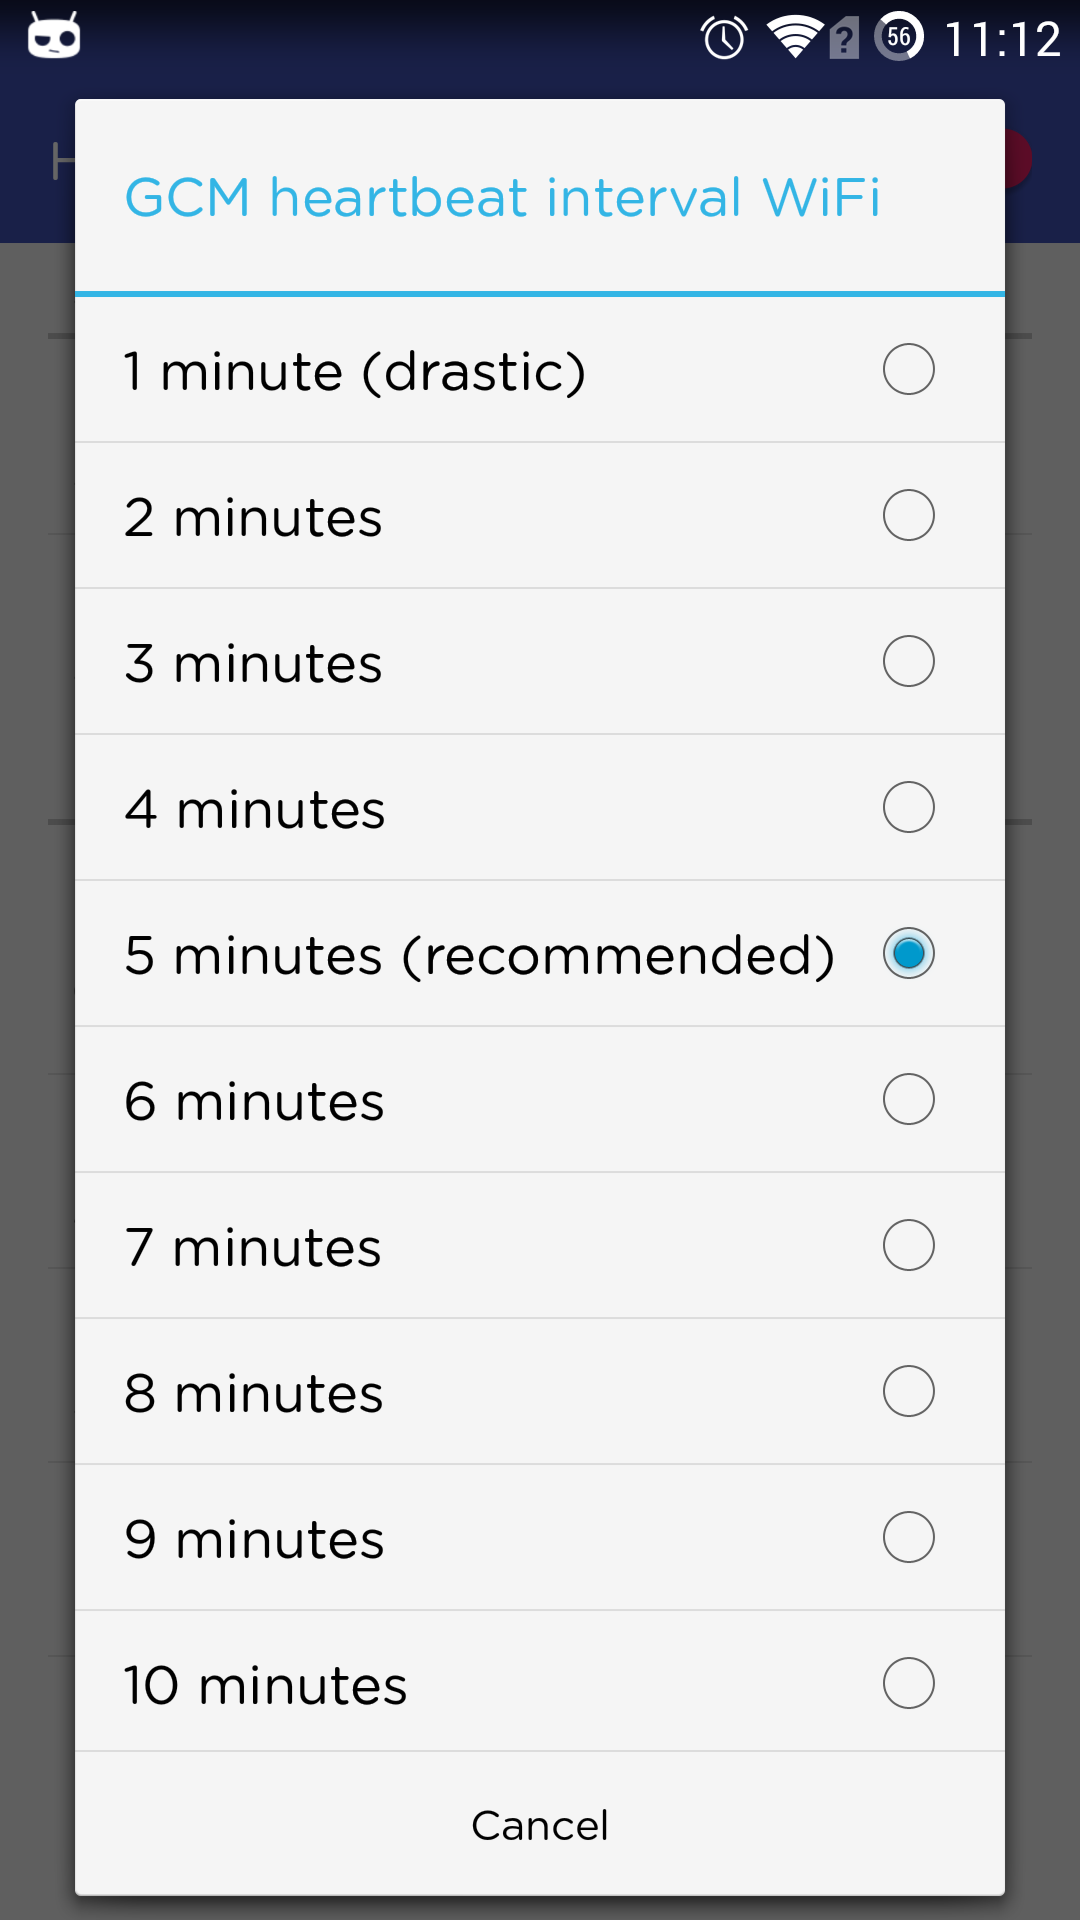 ? 56 11:12
H
GCM heartbeat interval WiFi
1 minute (drastic)
2 minutes
3 minutes
4 minutes
5 minutes (recommended)
6 minutes
7 minutes
8 minutes
9 minutes
10 minutes
Cancel